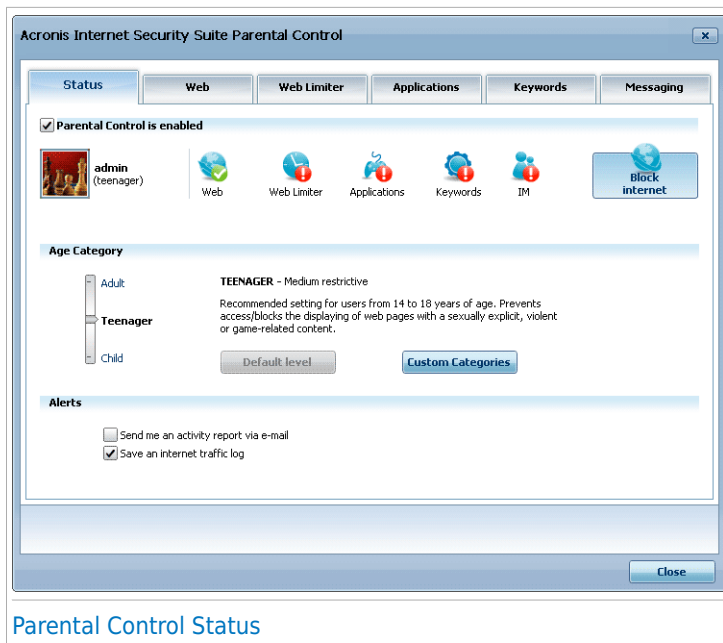 Acronis Internet Security Suite Parental Control
Status Web Web Limiter Applications Keywords Messaging
Parental Control is enabled
admin
(teenager)
Web Web Limiter Applications Keywords IM
Block
internet
Age Category
Adult
Teenager
Child
TEENAGER - Medium restrictive
Recommended setting for users from 14 to 18 years of age. Prevents
access/blocks the displaying of web pages with a sexually explicit, violent
or game-related content.
Default level Custom Categories
Alerts
Send me an activity report via e-mail
Save an internet traffic log
Close
Parental Control Status